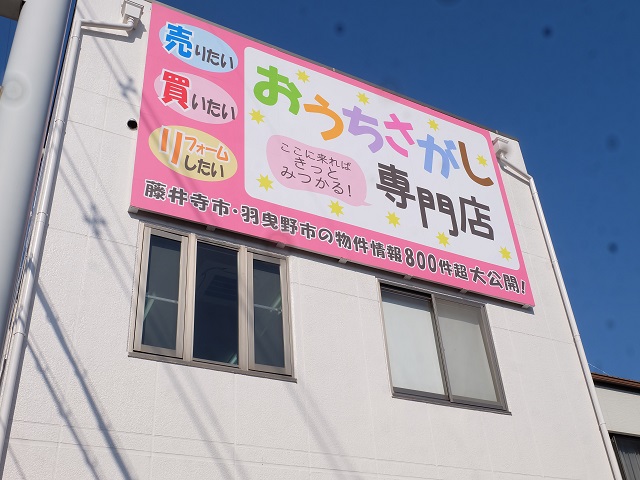 売りたい
買いたい
リフォームしたい
おうちさがし
専門店
ここに来れば
きっと
みつかる!
藤井寺市・羽曳野市の物件情報800件超大公開!